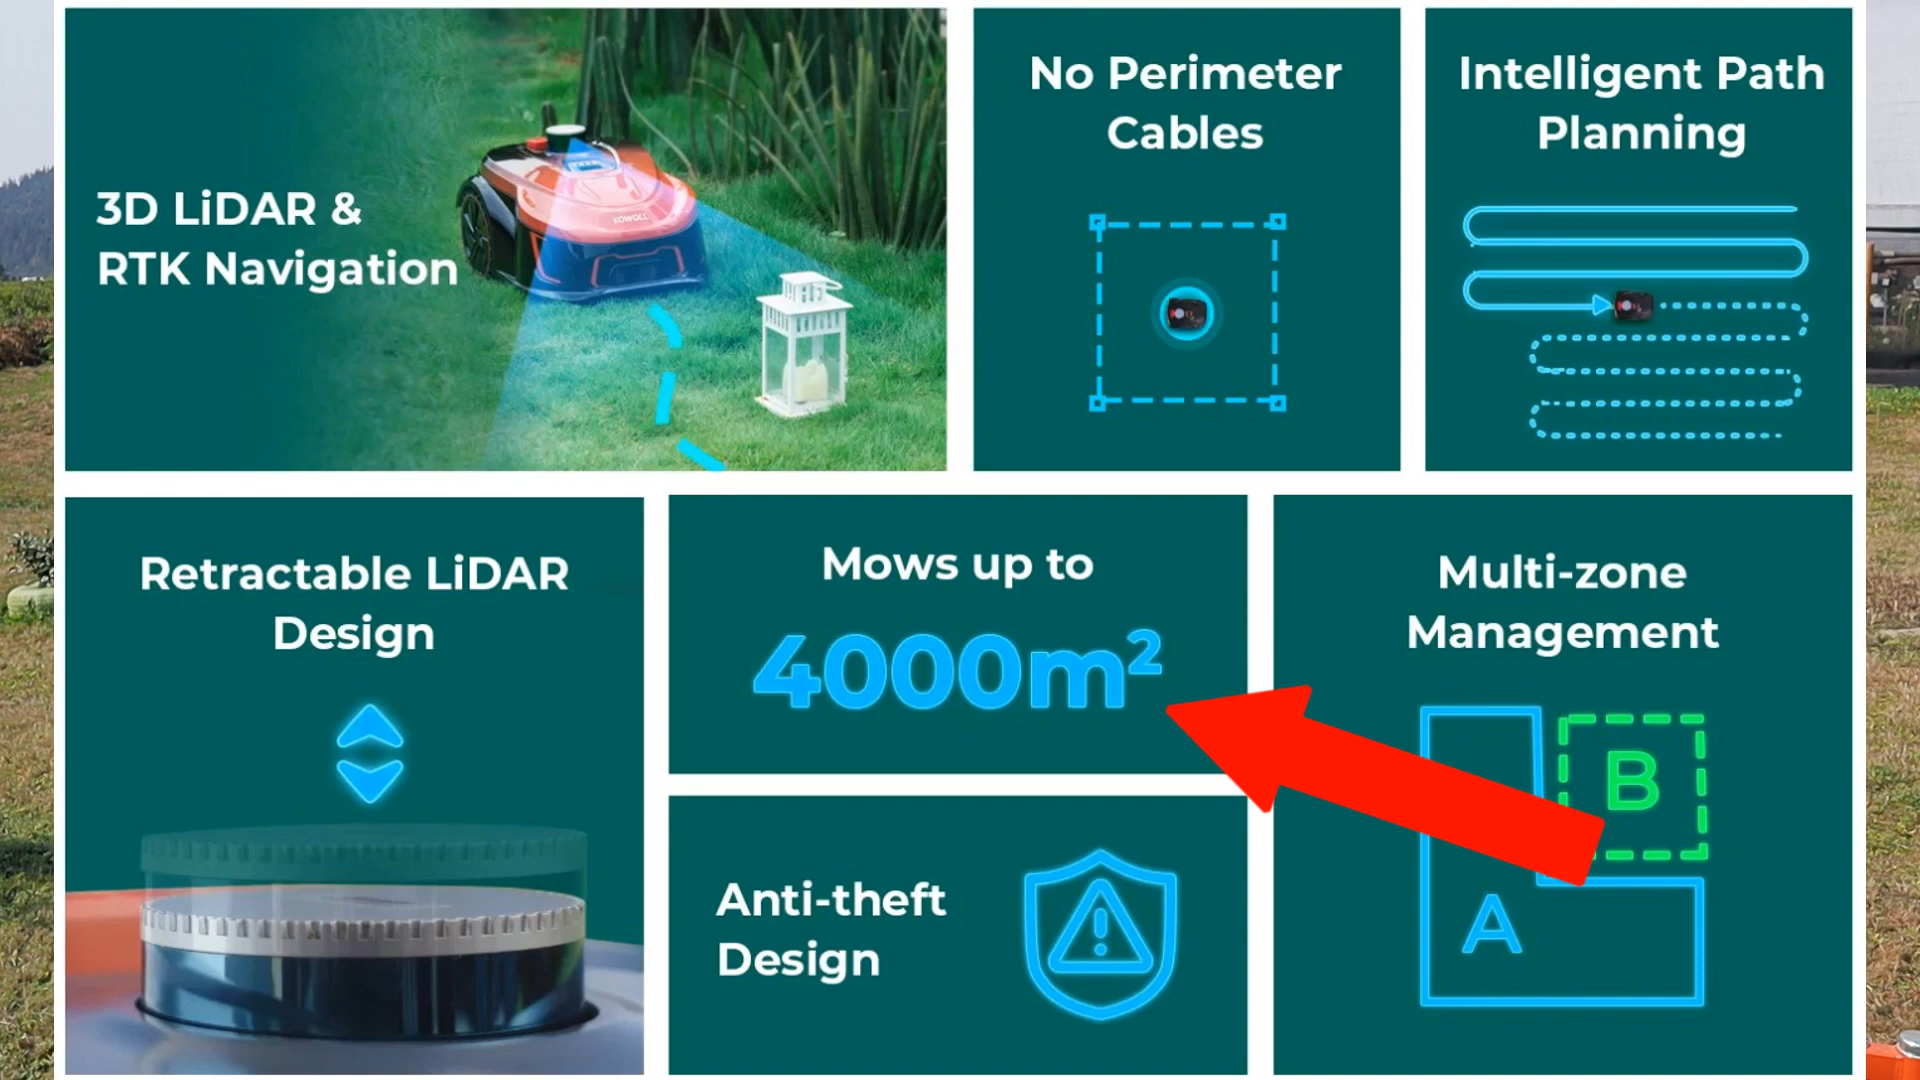 3D LiDAR &
RTK Navigation
KOWOLL
No Perimeter
Cables
Intelligent Path
Planning
Retractable LiDAR
Design
Mows up to
4000m²
Anti-theft
Design
Multi-zone
Management
B
A